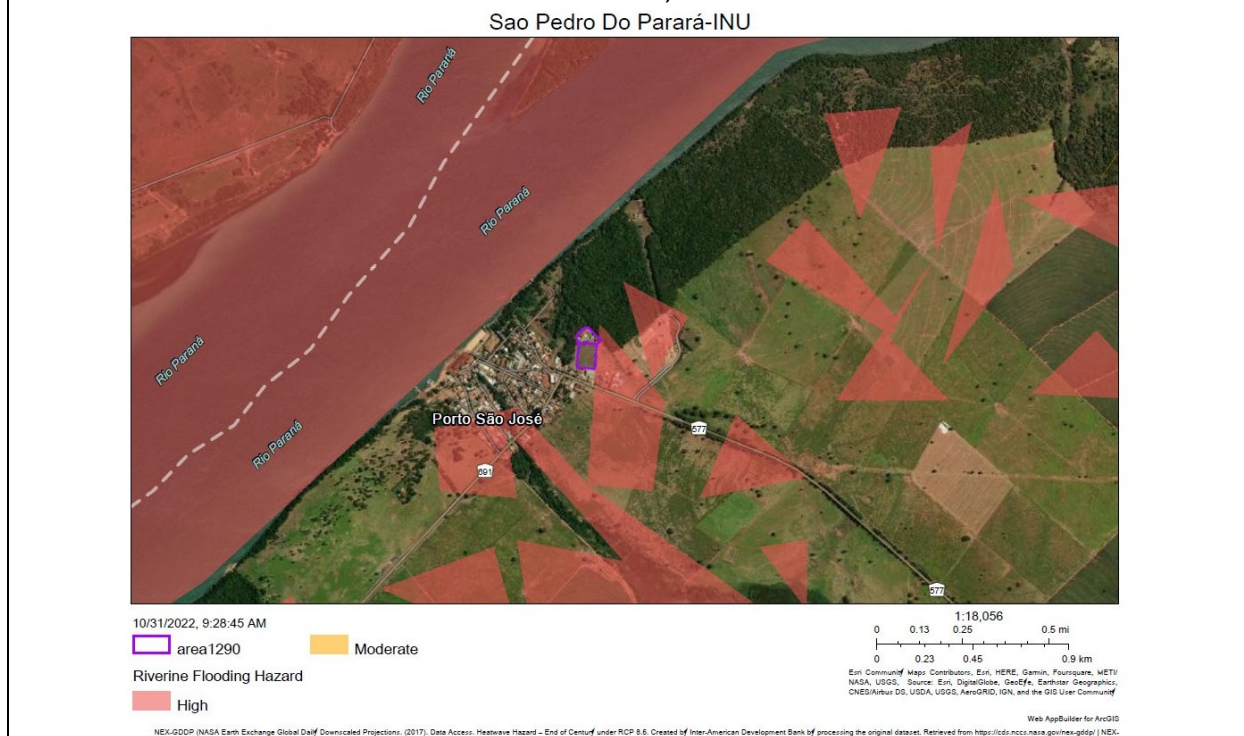 Sao Pedro Do Parará-INU
Rio Paraná
Rio Paraná
Rio Paraná
Rio Paraná
Porto São José
577
691
577
10/31/2022, 9:28:45 AM
area1290
Moderate
Riverine Flooding Hazard
High
1:18,056
0 0.13 0.25 0.5 mi
0 0.23 0.45 0.9 km
Esri Community Maps Contributors, Esri, HERE, Garmin, Foursquare, METI/
NASA, USGS, Source: Esri, DigitalGlobe, GeoEye, Earthstar Geographics,
CNES/Airbus DS, USDA, USGS, AeroGRID, IGN, and the GIS User Community
Web AppBuilder for ArcGIS
NEX-GDDP (NASA Earth Exchange Global Daily Downscaled Projections. (2017). Data Access. Heatwave Hazard – End of Century under RCP 8.5. Created by Inter-American Development Bank by processing the original dataset. Retrieved from https://cds.nccs.nasa.gov/nex-gddp/) | NEX-